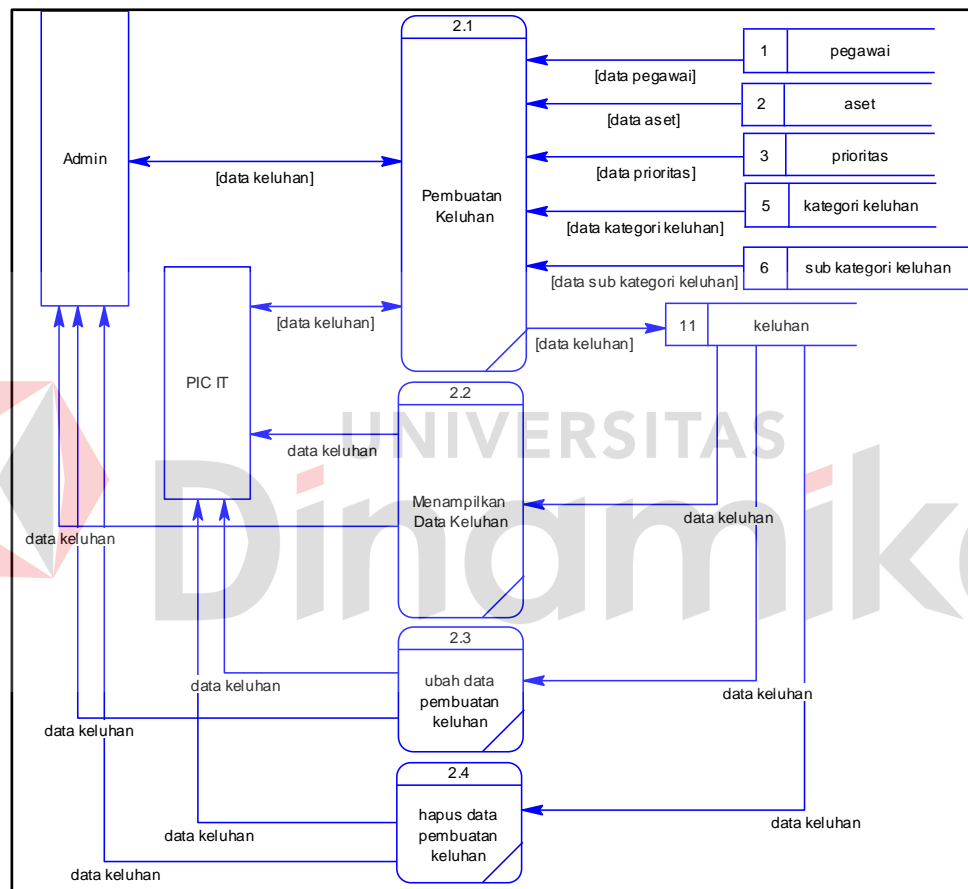 2.1
1 pegawai
[data pegawai]
2 aset
[data aset]
Admin
[data keluhan]
3 prioritas
[data prioritas]
Pembuatan
Keluhan
5 kategori keluhan
[data kategori keluhan]
6 sub kategori keluhan
[data sub kategori keluhan]
[data keluhan]
11 keluhan
[data keluhan]
PIC IT
2.2
data keluhan
UNIVERSITAS
Dinamika
Menampilkan
Data Keluhan
data keluhan
data keluhan
2.3
ubah data
pembuatan
keluhan
data keluhan
data keluhan
data keluhan
2.4
hapus data
pembuatan
keluhan
data keluhan
data keluhan
data keluhan